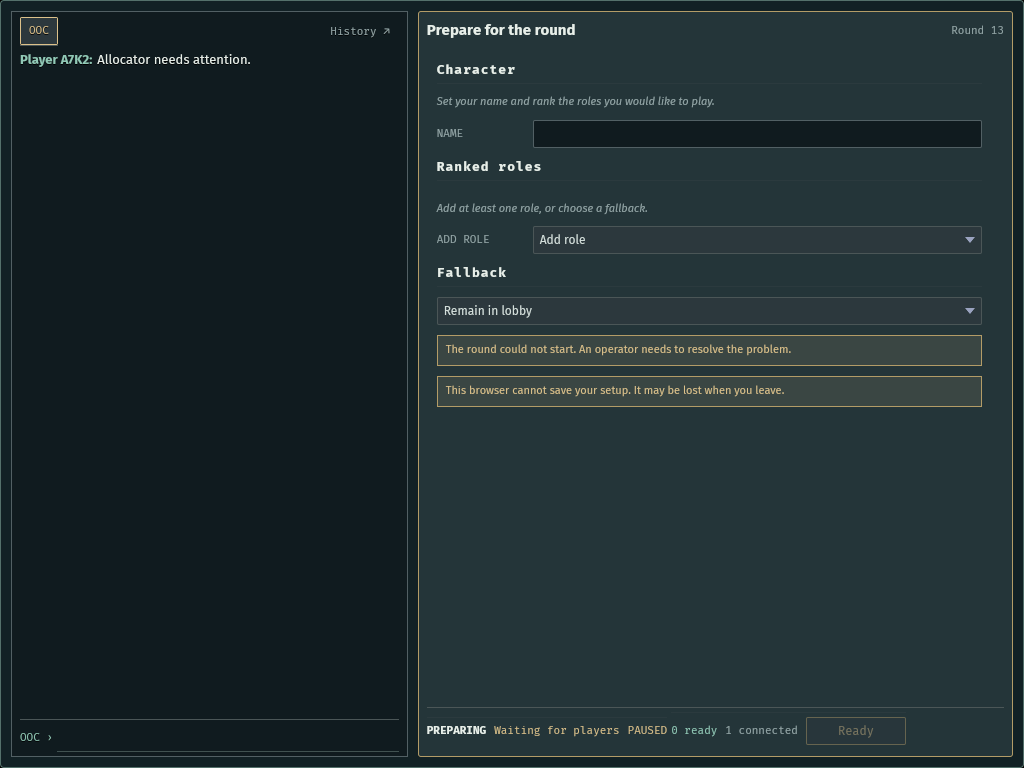 OOC
History ↗
Player A7K2: Allocator needs attention.
OOC ›
Prepare for the round
Round 13
Character
Set your name and rank the roles you would like to play.
NAME
Ranked roles
Add at least one role, or choose a fallback.
ADD ROLE
Add role
Fallback
Remain in lobby
The round could not start. An operator needs to resolve the problem.
This browser cannot save your setup. It may be lost when you leave.
PREPARING Waiting for players PAUSED 0 ready 1 connected
Ready